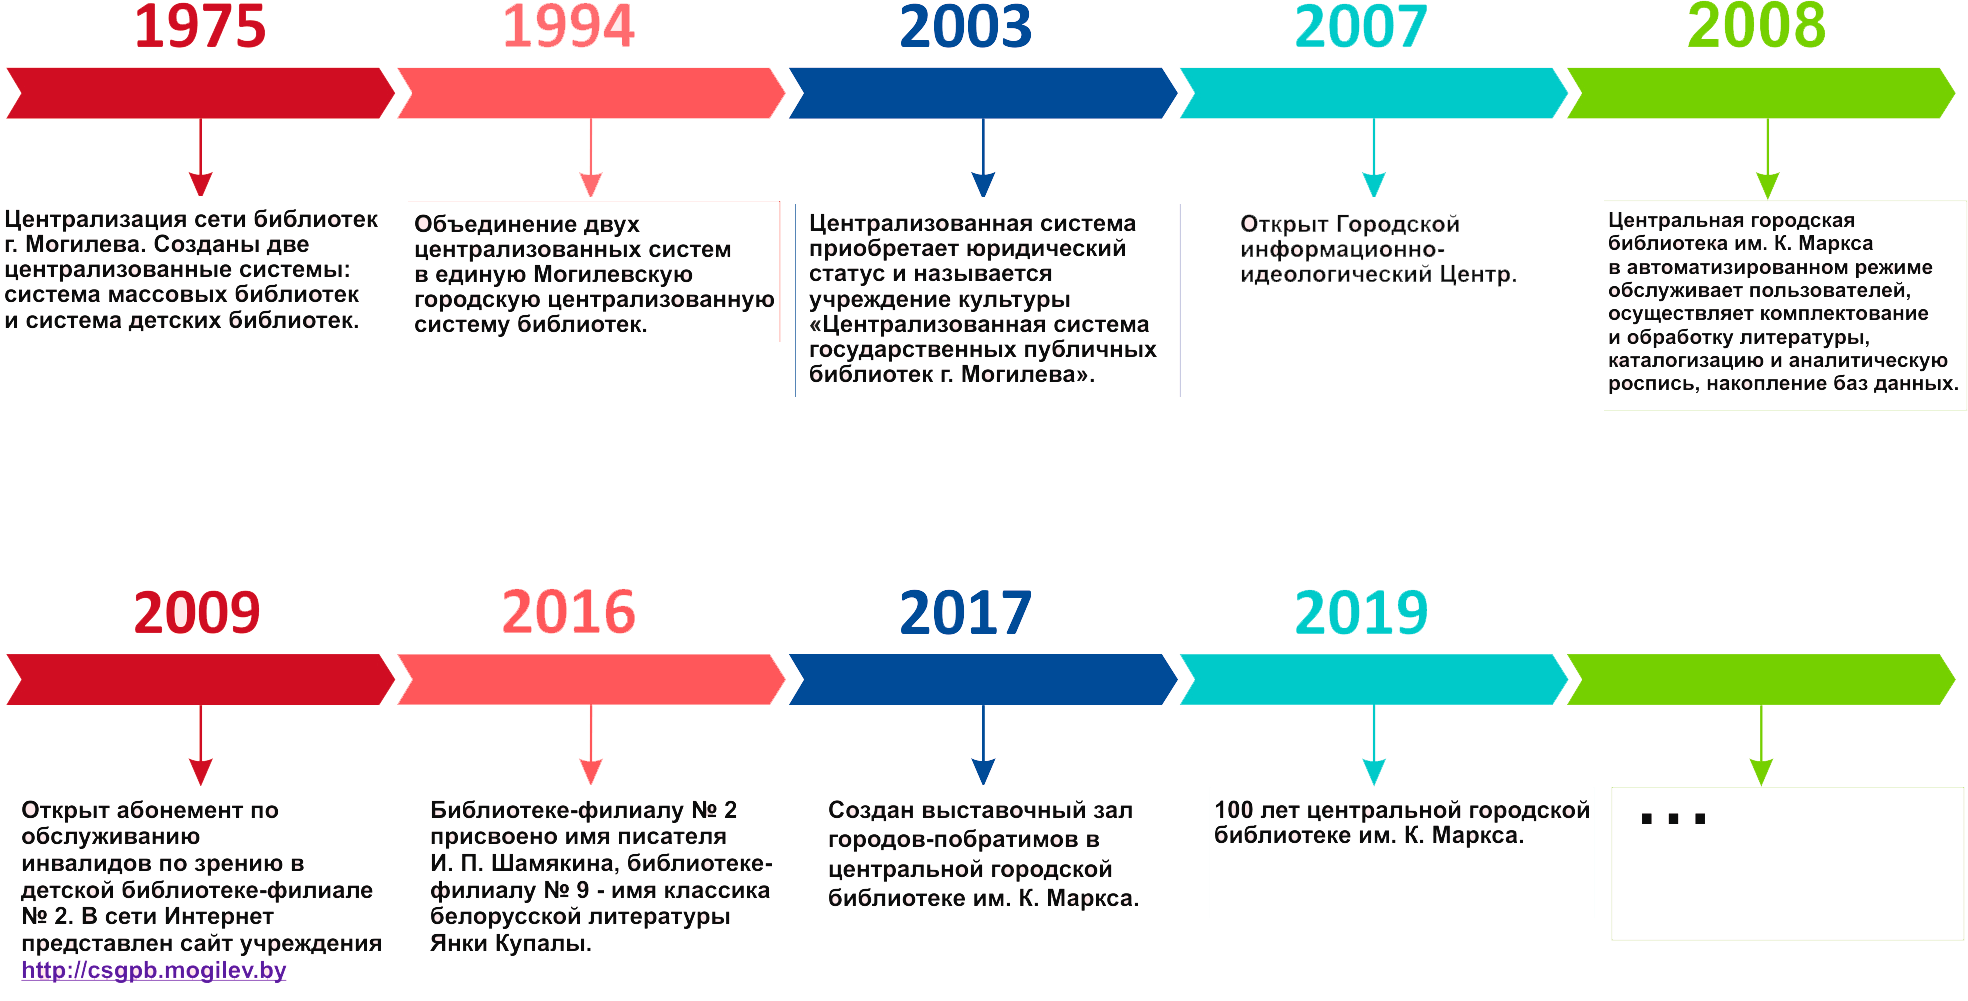 1975
Централизация сети библиотек
г. Могилева. Созданы две
централизованные системы:
система массовых библиотек
и система детских библиотек.
1994
Объединение двух
централизованных систем
в единую Могилевскую
городскую централизованную
систему библиотек.
2003
Централизованная система
приобретает юридический
статус и называется
учреждение культуры
«Централизованная система
государственных публичных
библиотек г. Могилева».
2007
Открыт Городской
информационно-
идеологический Центр.
2008
Центральная городская
библиотека им. К. Маркса
в автоматизированном режиме
обслуживает пользователей,
осуществляет комплектование
и обработку литературы,
каталогизацию и аналитическую
роспись, накопление баз данных.
2009
Открыт абонемент по
обслуживанию
инвалидов по зрению в
детской библиотеке-филиале
№ 2. В сети Интернет
представлен сайт учреждения
http://csgpb.mogilev.by
2016
Библиотеке-филиалу № 2
присвоено имя писателя
И. П. Шамякина, библиотеке-
филиалу № 9 - имя классика
белорусской литературы
Янки Купалы.
2017
Создан выставочный зал
городов-побратимов в
центральной городской
библиотеке им. К. Маркса.
2019
100 лет центральной городской
библиотеке им. К. Маркса.
...